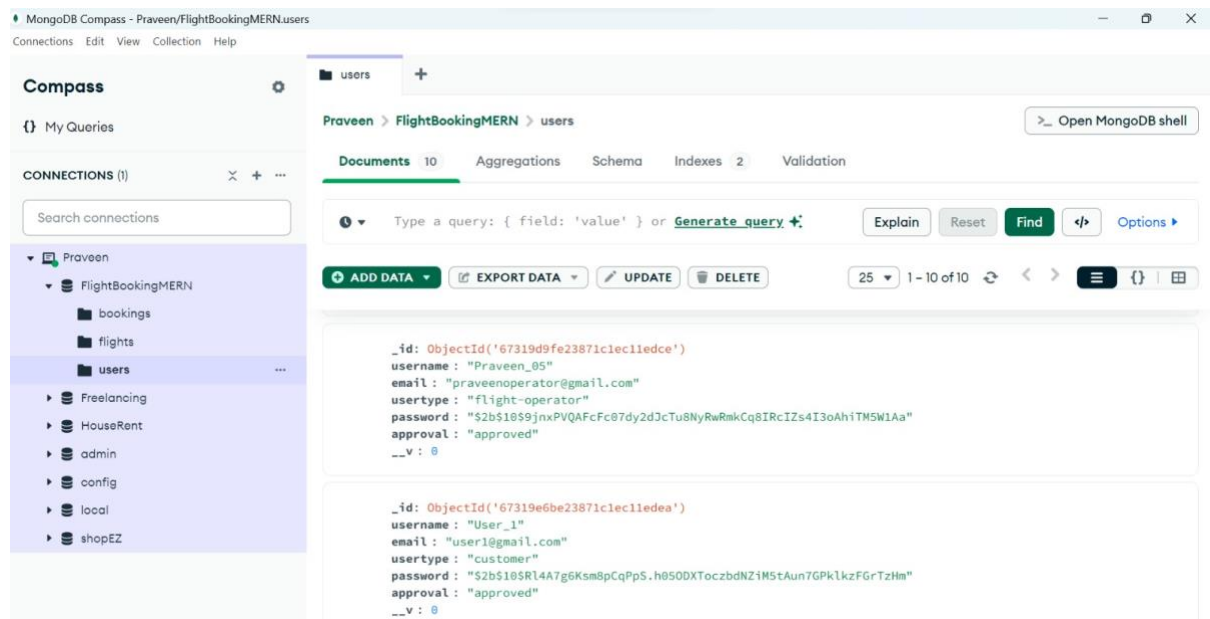 MongoDB Compass - Praveen/FlightBookingMERN.users
Connections Edit View Collection Help
Compass
{} My Queries
CONNECTIONS (1)
Search connections
Praveen
FlightBookingMERN
bookings
flights
users
Freelancing
HouseRent
admin
config
local
shopEZ
users
Praveen > FlightBookingMERN > users
>_ Open MongoDB shell
Documents 10 Aggregations Schema Indexes 2 Validation
Type a query: { field: 'value' } or Generate query
Explain Reset Find </> Options
ADD DATA EXPORT DATA UPDATE DELETE
25 1 – 10 of 10 {}
_id: ObjectId('67319d9fe23871c1ec11edce')
username : "Praveen_05"
email : "praveenoperator@gmail.com"
usertype : "flight-operator"
password : "$2b$10$9jnxPVQAFcFc07dy2dJcTu8NyRwRmkCq8IRcIZs4I3oAhiTM5W1Aa"
approval : "approved"
__v : 0
_id: ObjectId('67319e6be23871c1ec11edea')
username : "User_1"
email : "user1@gmail.com"
usertype : "customer"
password : "$2b$10$Rl4A7g6Ksm8pCqPpS.h05ODXToczbdNZiM5tAun7GPklkzFGrTzHm"
approval : "approved"
__v : 0